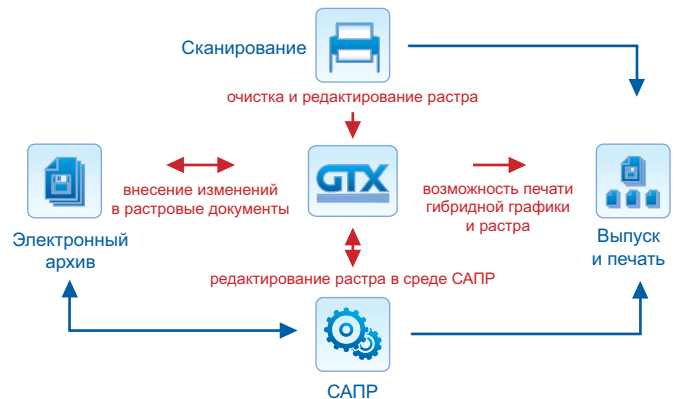 Сканирование
очистка и редактирование растра
GTX
внесение изменений
в растровые документы
возможность печати
гибридной графики
и растра
Электронный
архив
Выпуск
и печать
редактирование растра в среде САПР
САПР